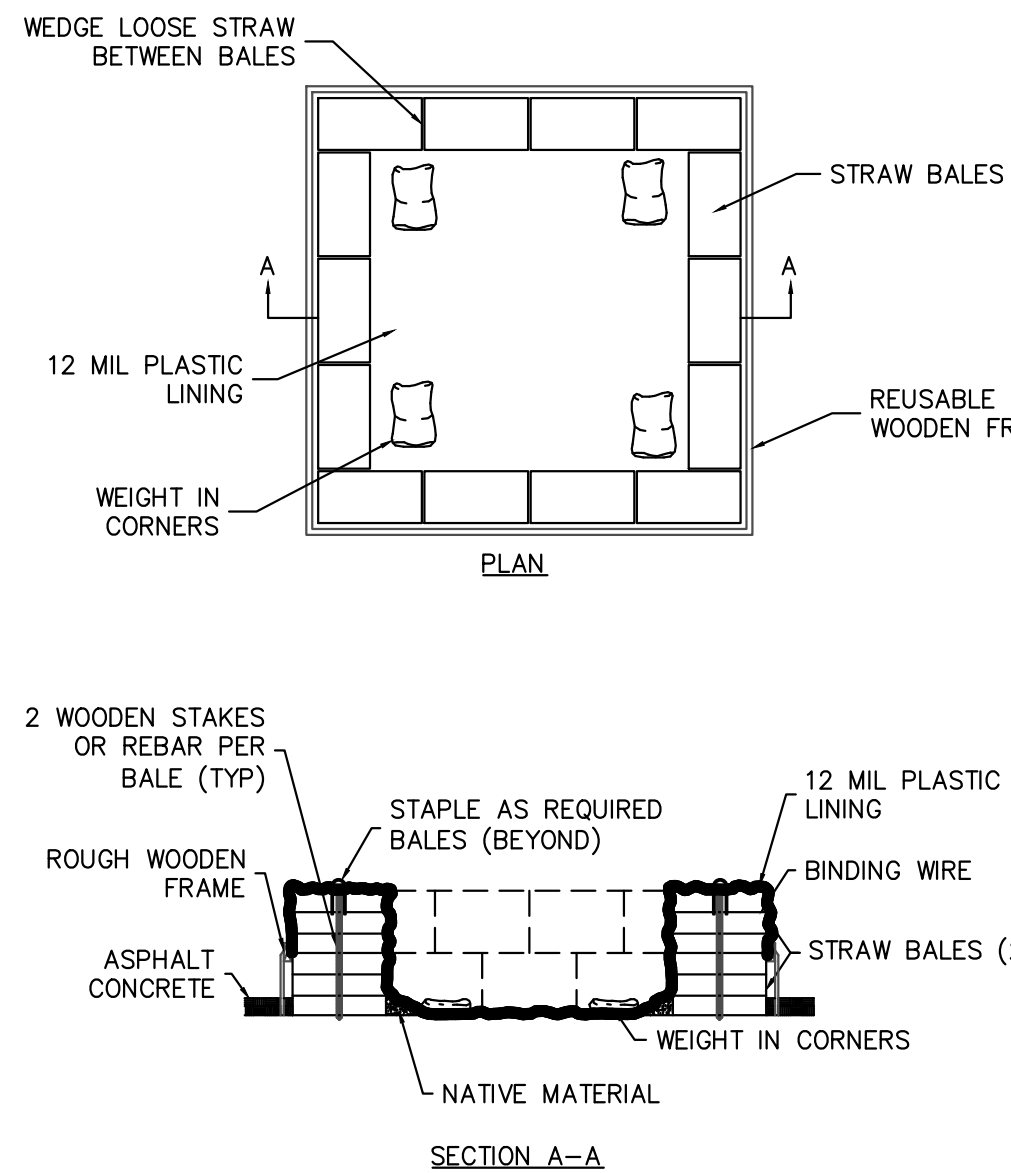 WEDGE LOOSE STRAW
BETWEEN BALES
STRAW BALES
A
A
12 MIL PLASTIC
LINING
REUSABLE
WOODEN
WEIGHT IN
CORNERS
PLAN
2 WOODEN STAKES
OR REBAR PER
BALE (TYP)
STAPLE AS REQUIRED
BALES (BEYOND)
12 MIL PLASTIC
LINING
ROUGH WOODEN
FRAME
BINDING WIRE
STRAW BALES
ASPHALT
CONCRETE
WEIGHT IN CORNERS
NATIVE MATERIAL
SECTION A-A